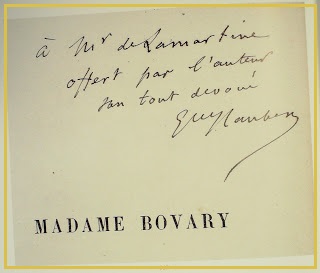 à Mr de Lamartine
offert par l'auteur
son tout dévoué
Gve Flaubert
MADAME BOVARY